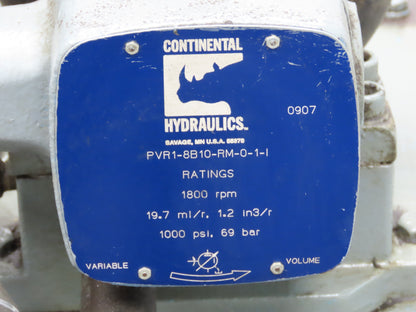 CONTINENTAL
HYDRAULICS™
SAVAGE, MN U.S.A. 55378
0907
PVR1-8B10-RM-0-1-I
RATINGS
1800 rpm
19.7 ml/r, 1.2 in3/r
1000 psi, 69 bar
VARIABLE VOLUME